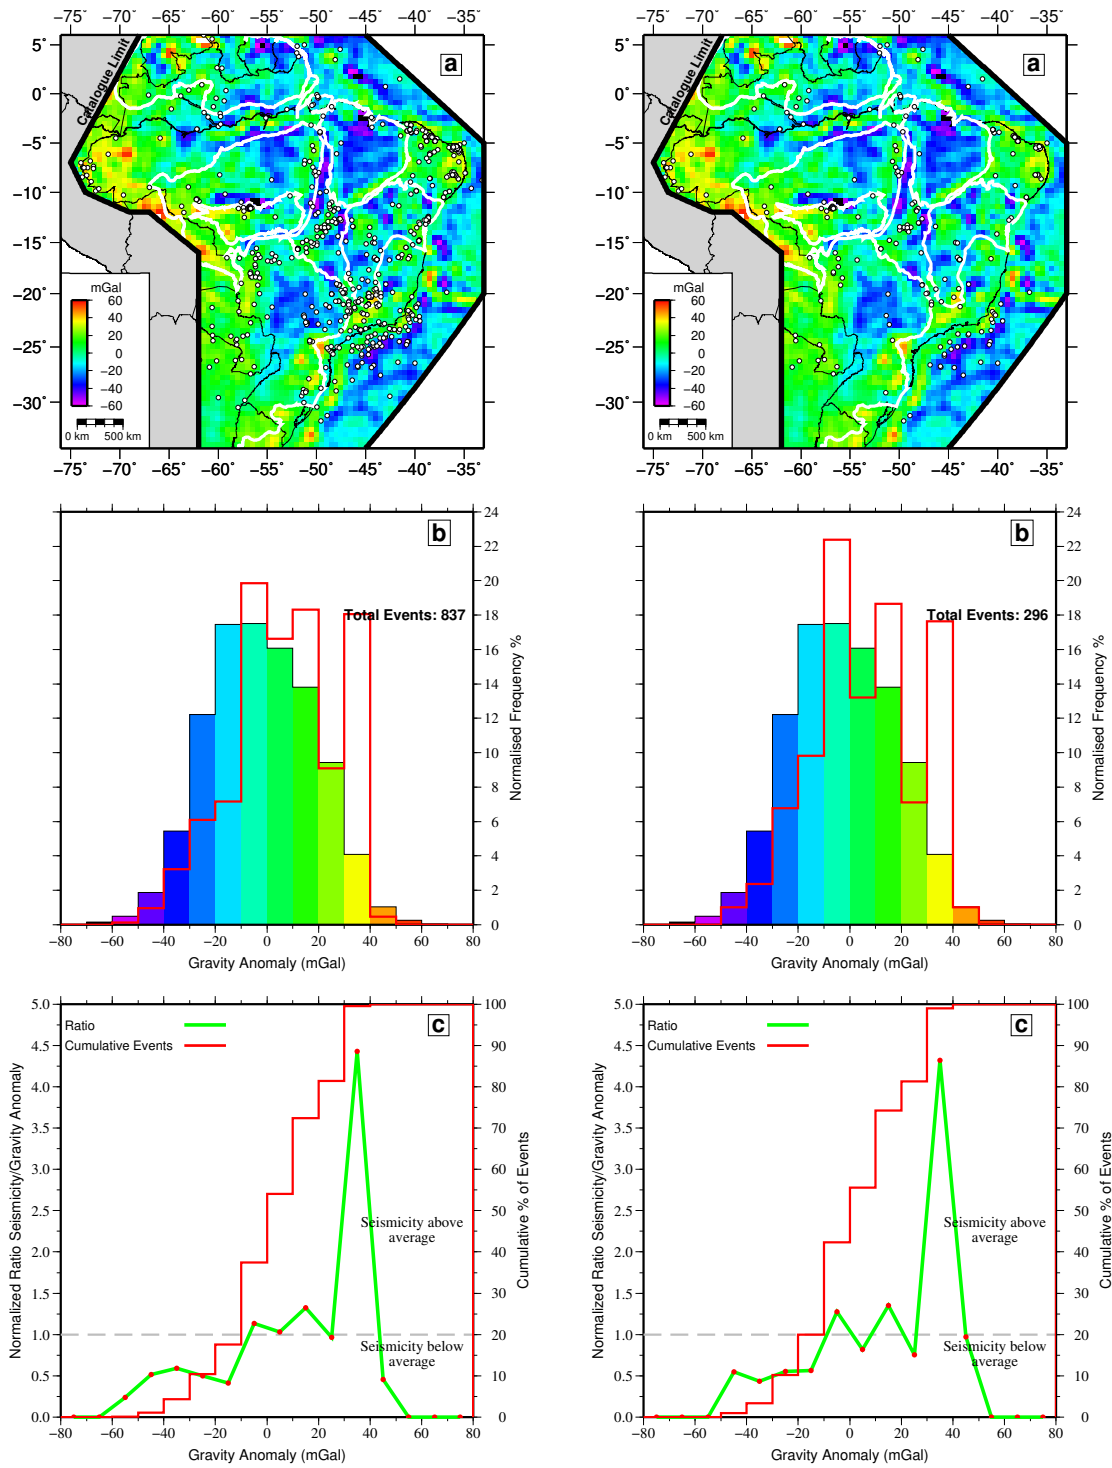 −75˚ −70˚ −65˚ −60˚ −55˚ −50˚ −45˚ −40˚ −35˚
5˚
0˚
−5˚
−10˚
−15˚
−20˚
−25˚
−30˚
Catalogue Limit
a
mGal
60
40
20
0
−20
−40
−60
0 km 500 km
−75˚ −70˚ −65˚ −60˚ −55˚ −50˚ −45˚ −40˚ −35˚
−75˚ −70˚ −65˚ −60˚ −55˚ −50˚ −45˚ −40˚ −35˚
5˚
0˚
−5˚
−10˚
−15˚
−20˚
−25˚
−30˚
Catalogue Limit
a
mGal
60
40
20
0
−20
−40
−60
0 km 500 km
−75˚ −70˚ −65˚ −60˚ −55˚ −50˚ −45˚ −40˚ −35˚
b
Total Events: 837
24
22
20
18
16
14
12
10
8
6
4
2
0
Normalised Frequency %
−80 −60 −40 −20 0 20 40 60 80
Gravity Anomaly (mGal)
b
Total Events: 296
24
22
20
18
16
14
12
10
8
6
4
2
0
Normalised Frequency %
−80 −60 −40 −20 0 20 40 60 80
Gravity Anomaly (mGal)
Normalized Ratio Seismicity/Gravity Anomaly
5.0
4.5
4.0
3.5
3.0
2.5
2.0
1.5
1.0
0.5
0.0
Ratio
Cumulative Events
c
Seismicity above
average
Seismicity below
average
100
90
80
70
60
50
40
30
20
10
0
Cumulative % of Events
−80 −60 −40 −20 0 20 40 60 80
Gravity Anomaly (mGal)
Normalized Ratio Seismicity/Gravity Anomaly
5.0
4.5
4.0
3.5
3.0
2.5
2.0
1.5
1.0
0.5
0.0
Ratio
Cumulative Events
c
Seismicity above
average
Seismicity below
average
100
90
80
70
60
50
40
30
20
10
0
Cumulative % of Events
−80 −60 −40 −20 0 20 40 60 80
Gravity Anomaly (mGal)